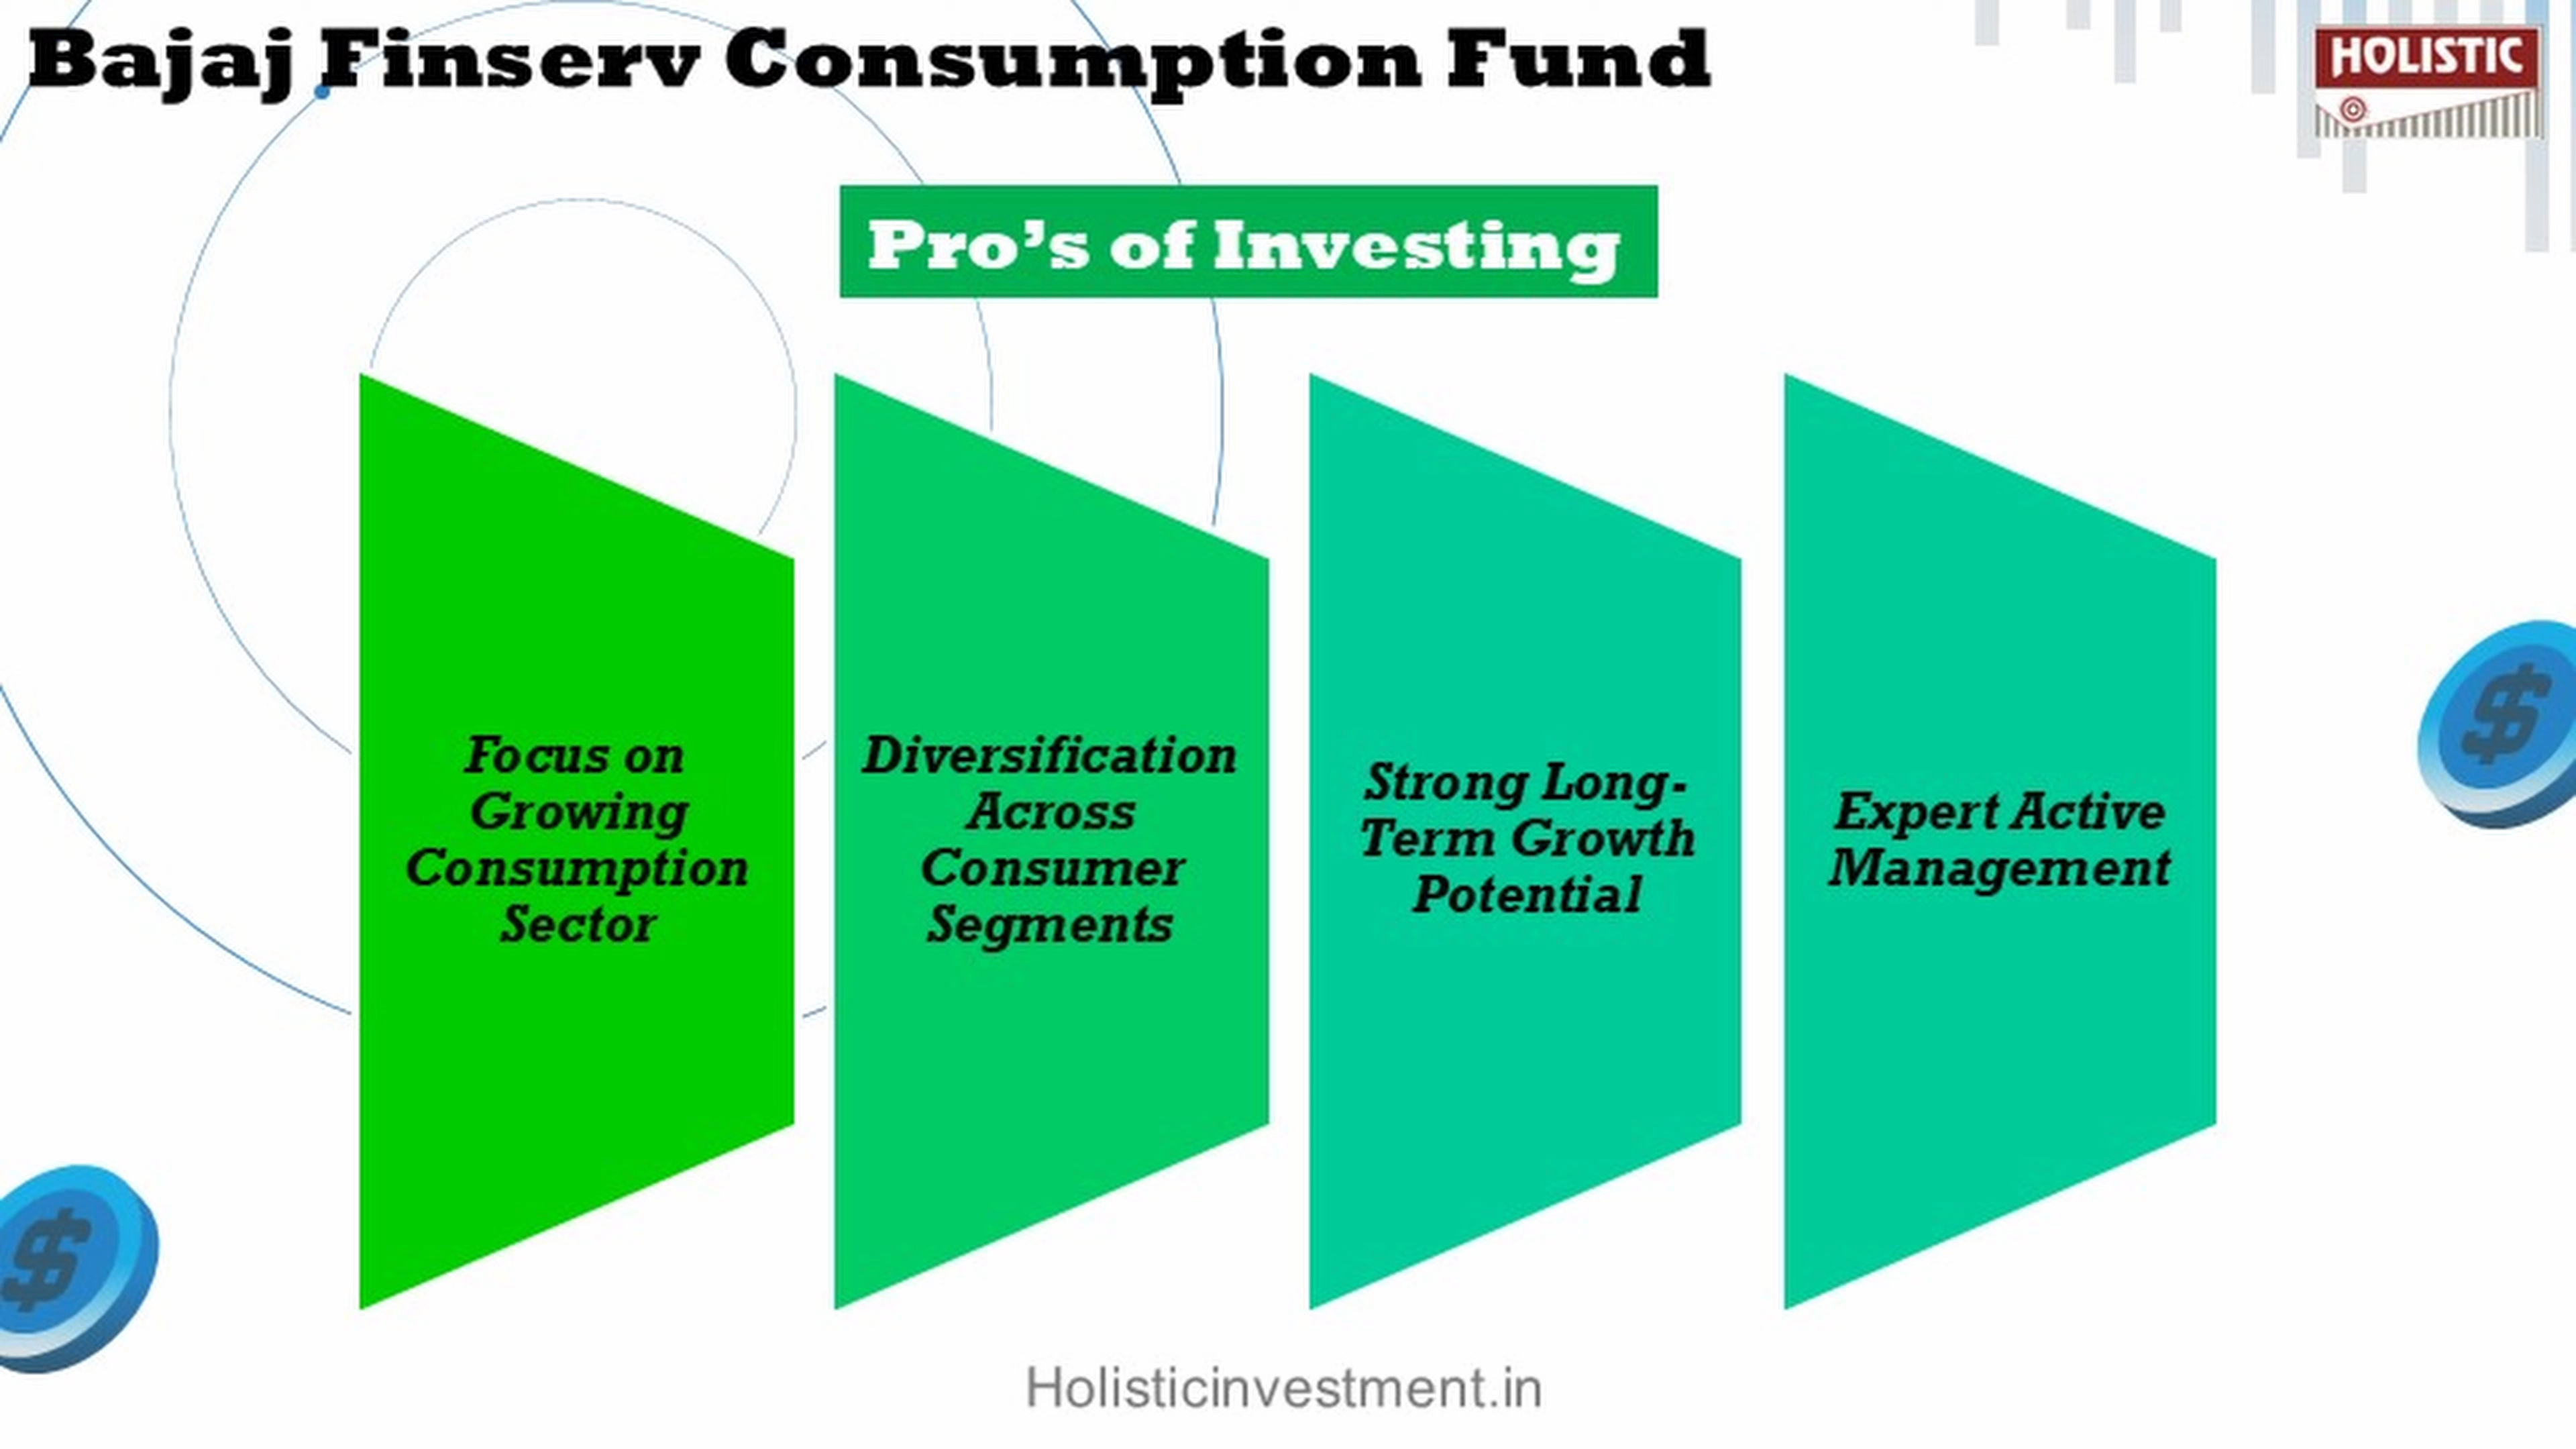 Bajaj Finserv Consumption Fund
HOLISTIC
Pro’s of Investing
Focus on
Growing
Consumption
Sector
Diversification
Across
Consumer
Segments
Strong Long-
Term Growth
Potential
Expert Active
Management
$
$
Holisticinvestment.in